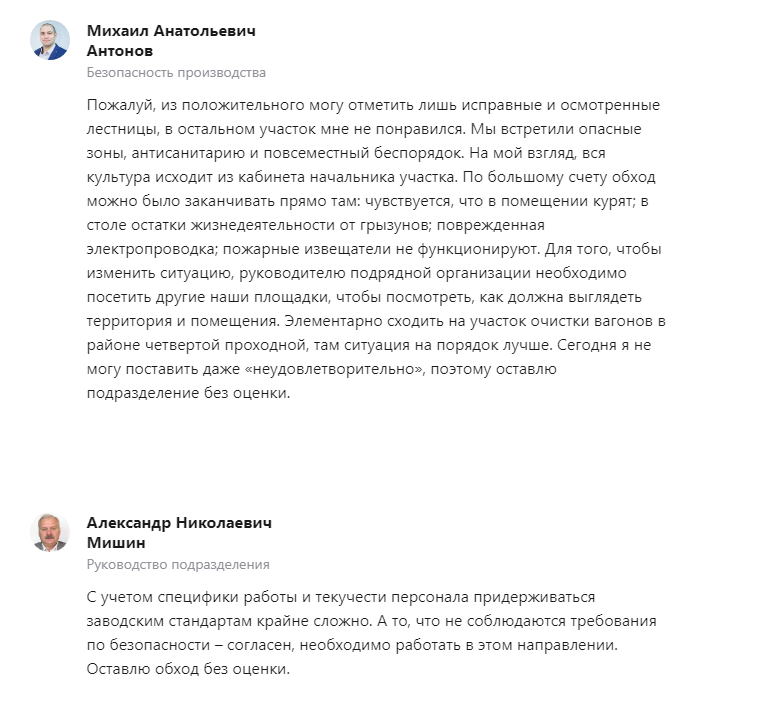 Михаил Анатольевич
Антонов
Безопасность производства
Пожалуй, из положительного могу отметить лишь исправные и осмотренные
лестницы, в остальном участок мне не понравился. Мы встретили опасные
зоны, антисанитарию и повсеместный беспорядок. На мой взгляд, вся
культура исходит из кабинета начальника участка. По большому счету обход
можно было заканчивать прямо там: чувствуется, что в помещении курят; в
столе остатки жизнедеятельности от грызунов; поврежденная
электропроводка; пожарные извещатели не функционируют. Для того, чтобы
изменить ситуацию, руководителю подрядной организации необходимо
посетить другие наши площадки, чтобы посмотреть, как должна выглядеть
территория и помещения. Элементарно сходить на участок очистки вагонов в
районе четвертой проходной, там ситуация на порядок лучше. Сегодня я не
могу поставить даже «неудовлетворительно», поэтому оставлю
подразделение без оценки.
Александр Николаевич
Мишин
Руководство подразделения
С учетом специфики работы и текучести персонала придерживаться
заводским стандартам крайне сложно. А то, что не соблюдаются требования
по безопасности – согласен, необходимо работать в этом направлении.
Оставлю обход без оценки.